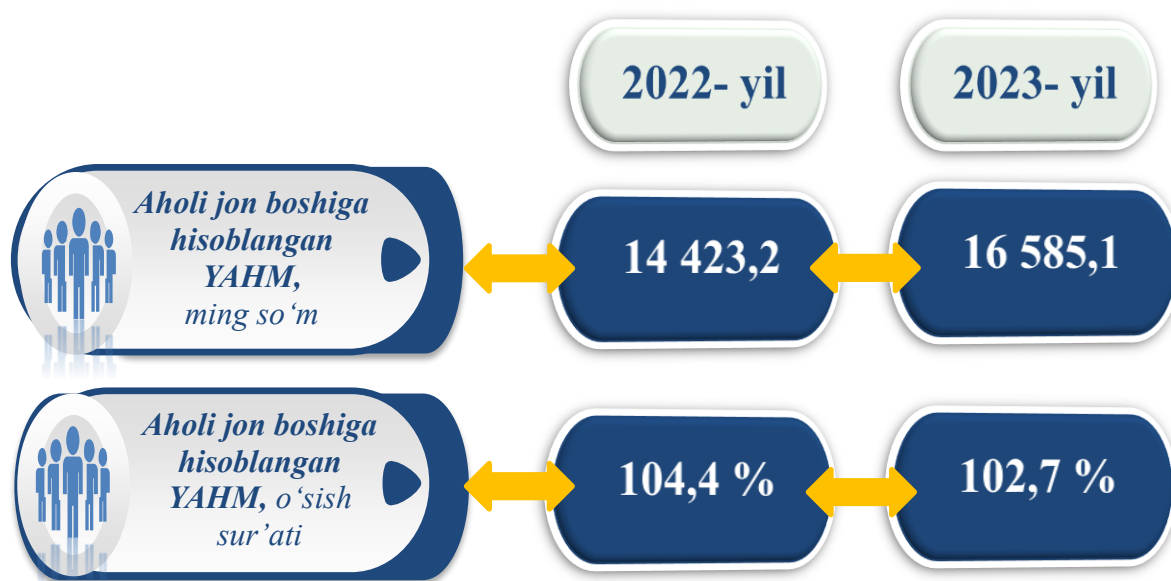 2022- yil
2023- yil
Aholi jon boshiga
hisoblangan
YAHM,
ming so‘m
14 423,2
16 585,1
Aholi jon boshiga
hisoblangan
YAHM, o‘sish
sur’ati
104,4 %
102,7 %